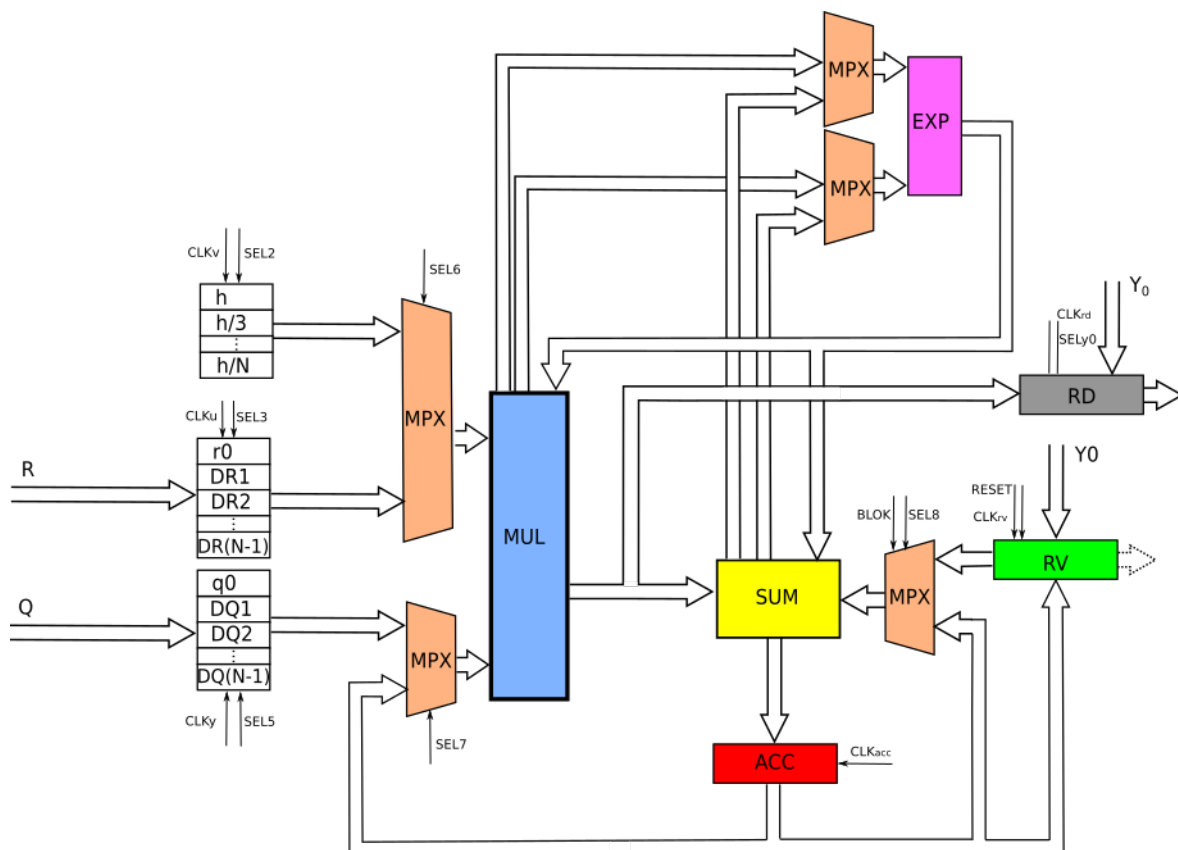 MPX
EXP
MPX
CLKv
SEL2
SEL6
Y0
h
h/3
⋮
h/N
CLKrd
SELy0
RD
CLKu
SEL3
MPX
R
r0
DR1
DR2
⋮
DR(N-1)
Y0
RESET
CLKrv
BLOK
SEL8
MUL
RV
Q
q0
DQ1
DQ2
⋮
DQ(N-1)
SUM
MPX
MPX
CLKy
SEL5
SEL7
ACC
CLKacc